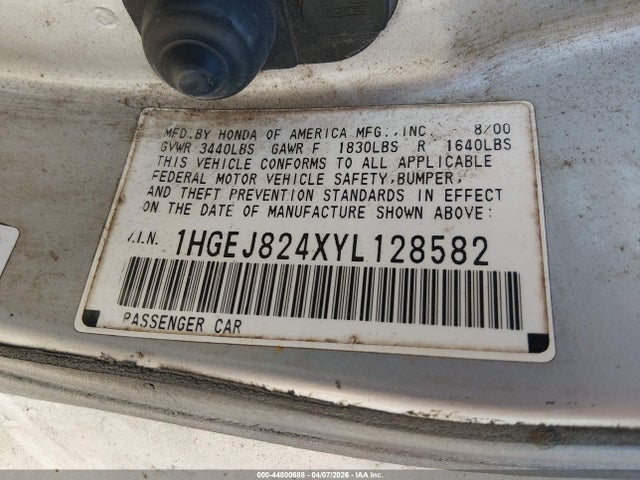 MFD.BY HONDA OF AMERICA MFG.,INC. 8/00
GVWR 3440LBS GAWR F 1830LBS R 1640LBS
THIS VEHICLE CONFORMS TO ALL APPLICABLE
FEDERAL MOTOR VEHICLE SAFETY,BUMPER,
AND THEFT PREVENTION STANDARDS IN EFFECT
ON THE DATE OF MANUFACTURE SHOWN ABOVE:
V.I.N. 1HGEJ824XYL128582
PASSENGER CAR
000-44800688 - 04/07/2026 - IAA Inc.